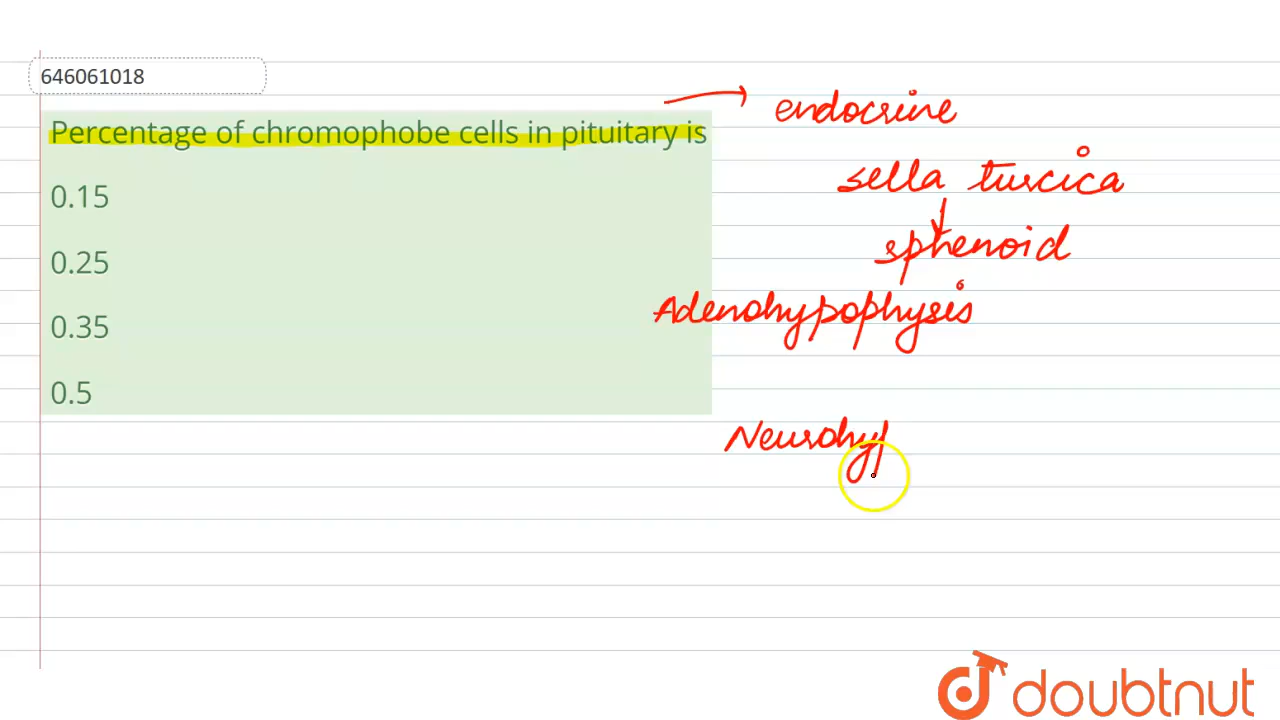 646061018
Percentage of chromophobe cells in pituitary is
0.15
0.25
0.35
0.5
endocrine
sella turcica
sphenoid
Adenohypophysis
Neurohyp
doubtnut